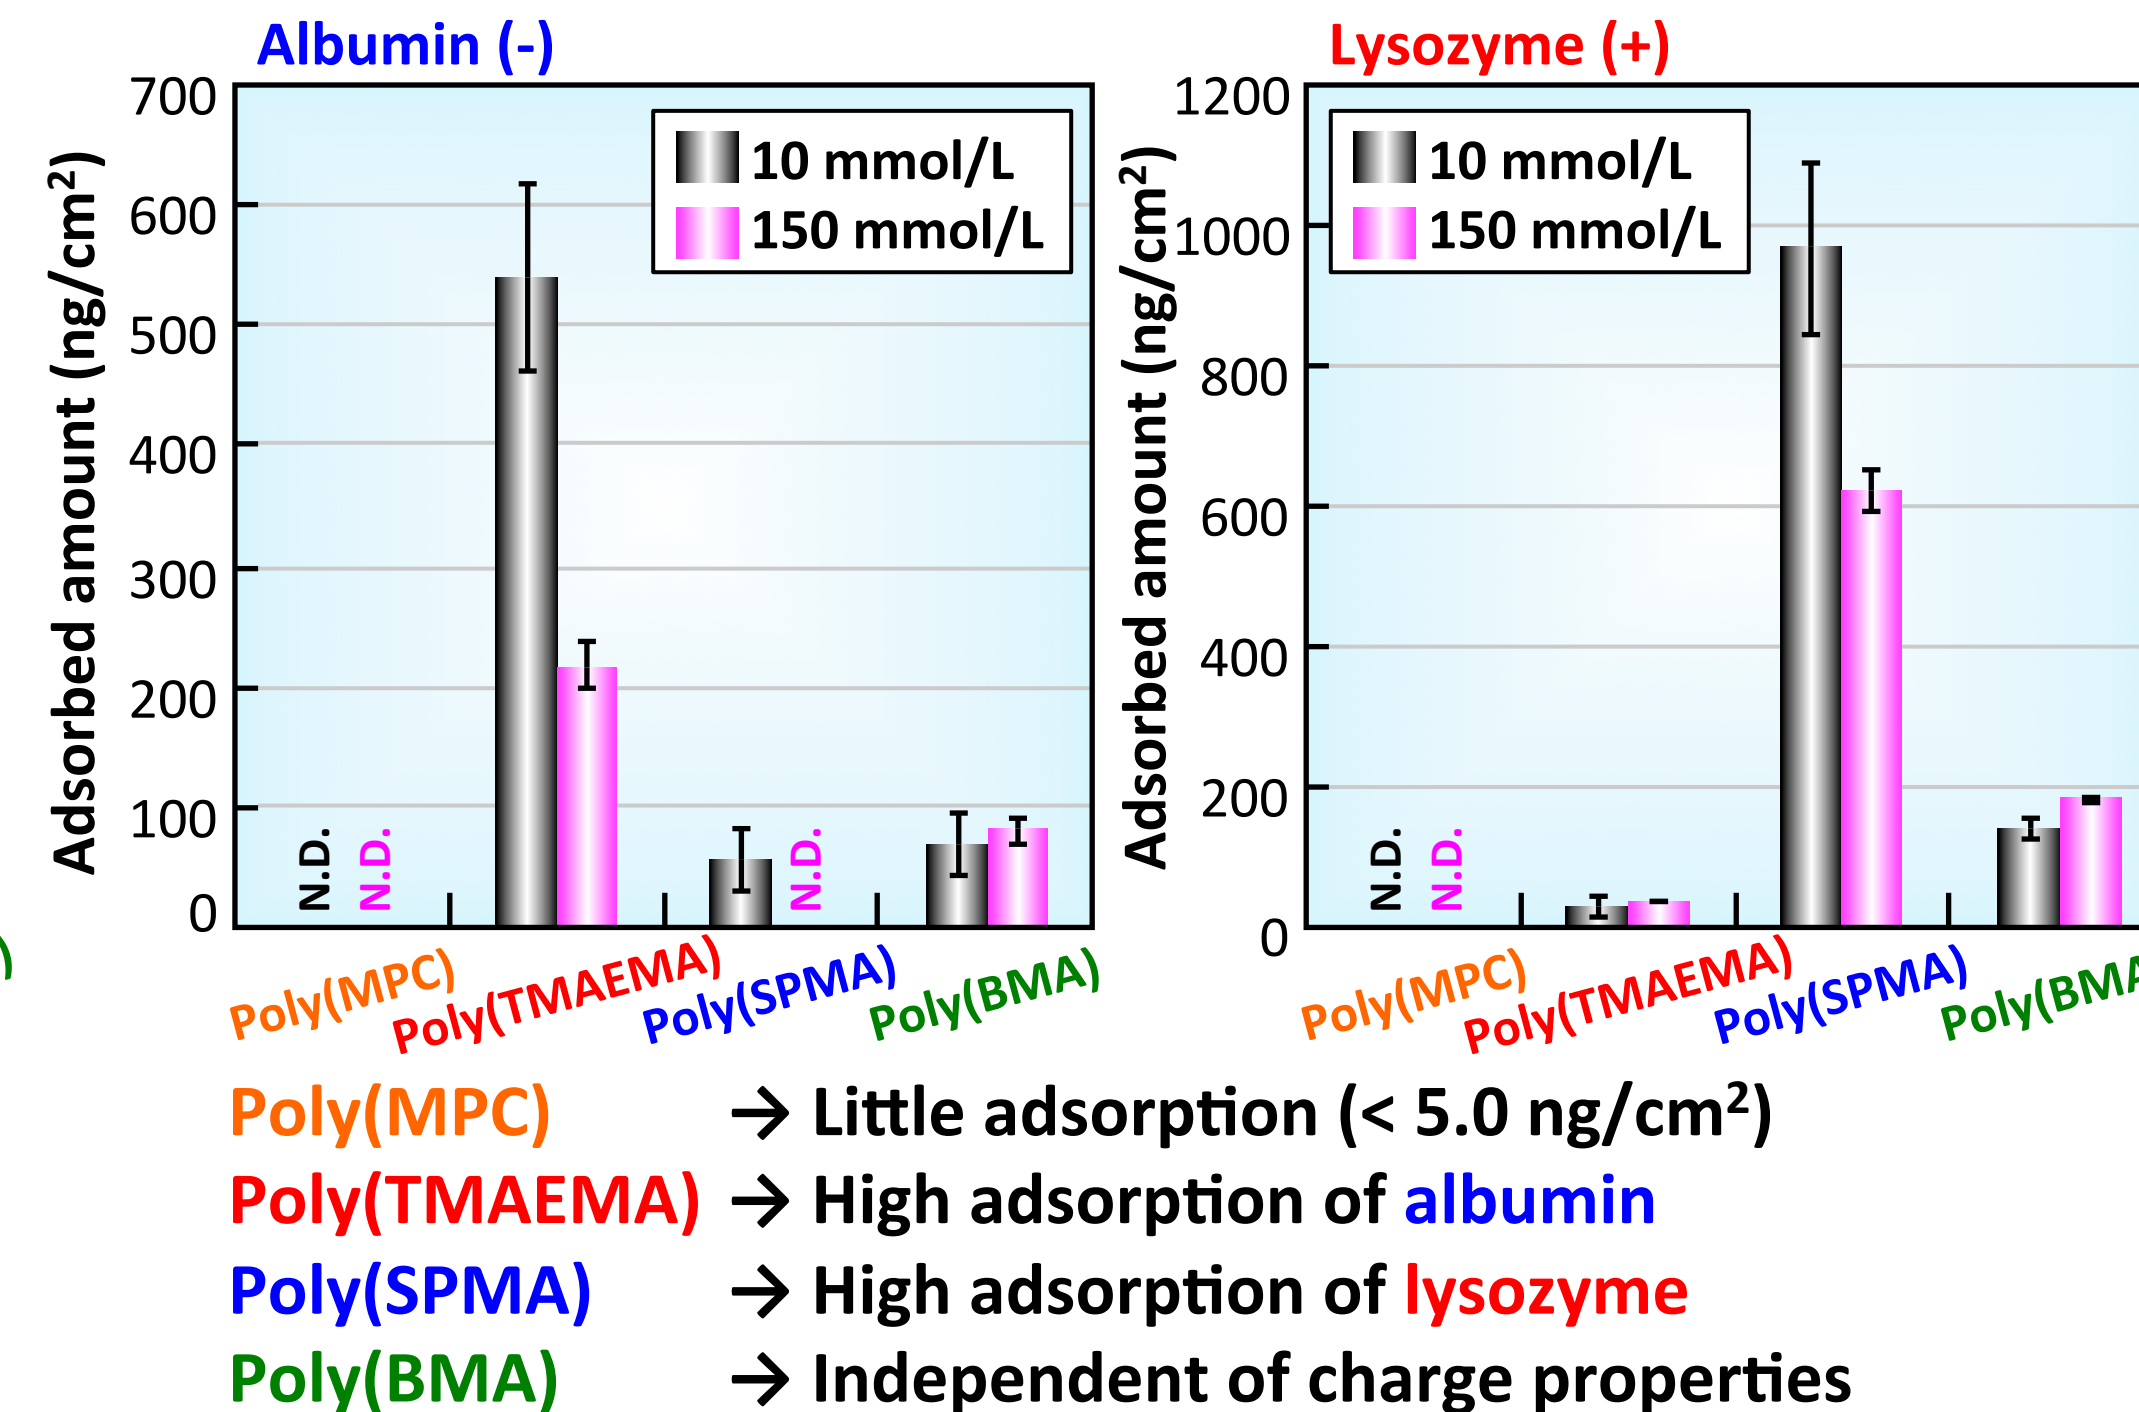 Albumin (-)
Adsorbed amount (ng/cm²)
700
600
500
400
300
200
100
0
10 mmol/L
150 mmol/L
N.D.
N.D.
N.D.
Poly(MPC)
Poly(TMAEMA)
Poly(SPMA)
Poly(BMA)
Lysozyme (+)
Adsorbed amount (ng/cm²)
1200
1000
800
600
400
200
0
10 mmol/L
150 mmol/L
N.D.
N.D.
Poly(MPC)
Poly(TMAEMA)
Poly(SPMA)
Poly(BMA
)
Poly(MPC) → Little adsorption (< 5.0 ng/cm²)
Poly(TMAEMA) → High adsorption of albumin
Poly(SPMA) → High adsorption of lysozyme
Poly(BMA) → Independent of charge properties